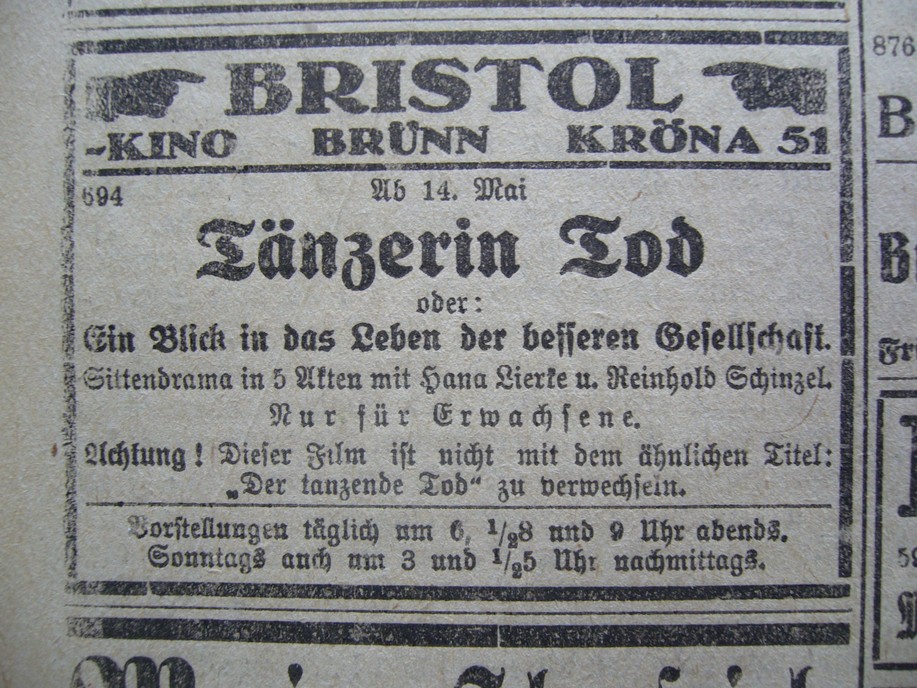 BRISTOL
-KINO BRÜNN KRÖNA 51
694
Ab 14. Mai
Tänzerin Tod
oder:
Ein Blick in das Leben der besseren Gesellschaft.
Sittendrama in 5 Akten mit Hana Lierke u. Reinhold Schinzel.
Nur für Erwachsene.
Achtung! Dieser Film ist nicht mit dem ähnlichen Titel:
„Der tanzende Tod“ zu verwechseln.
Vorstellungen täglich um 6, 1/28 und 9 Uhr abends.
Sonntags auch um 3 und 1/25 Uhr nachmittags.
876